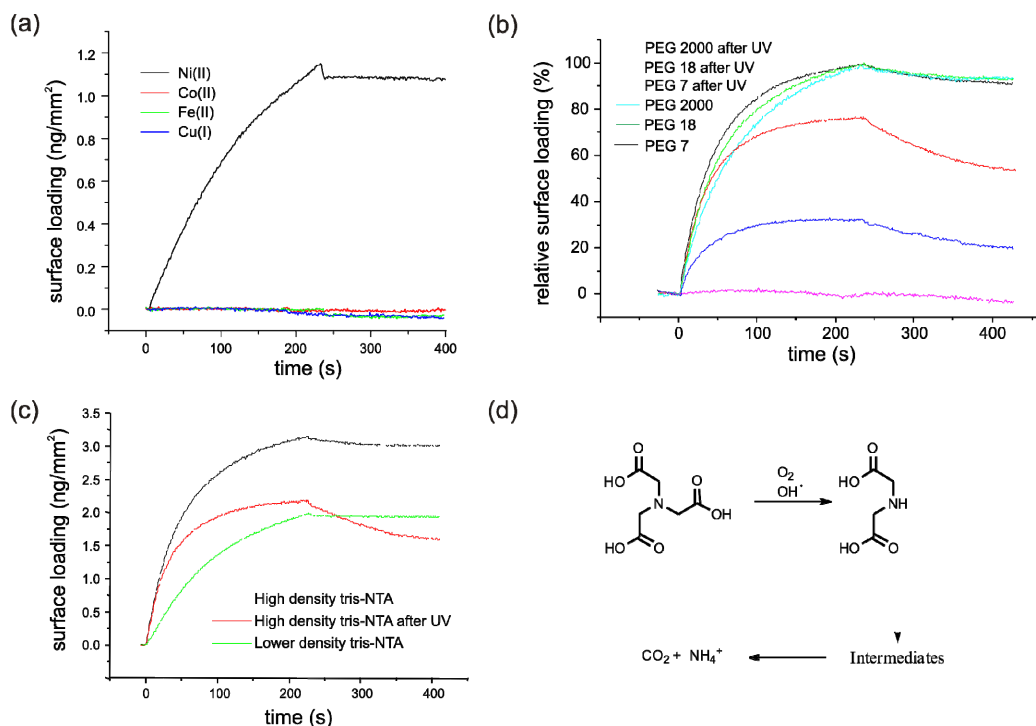 (a)
surface loading (ng/mm²)
1.2
1.0
0.8
0.6
0.4
0.2
0.0
Ni(II)
Co(II)
Fe(II)
Cu(I)
0
100
200
300
400
time (s)
(b)
relative surface loading (%)
100
80
60
40
20
0
PEG 2000 after UV
PEG 18 after UV
PEG 7 after UV
PEG 2000
PEG 18
PEG 7
0
100
200
300
400
time (s)
(c)
surface loading (ng/mm²)
3.5
3.0
2.5
2.0
1.5
1.0
0.5
0.0
High density tris-NTA
High density tris-NTA after UV
Lower density tris-NTA
0
100
200
300
400
time (s)
(d)
O
HO
N
O
OH
HO
O
O₂
OH·
O
HO
NH
HO
O
CO₂ + NH₄⁺
Intermediates